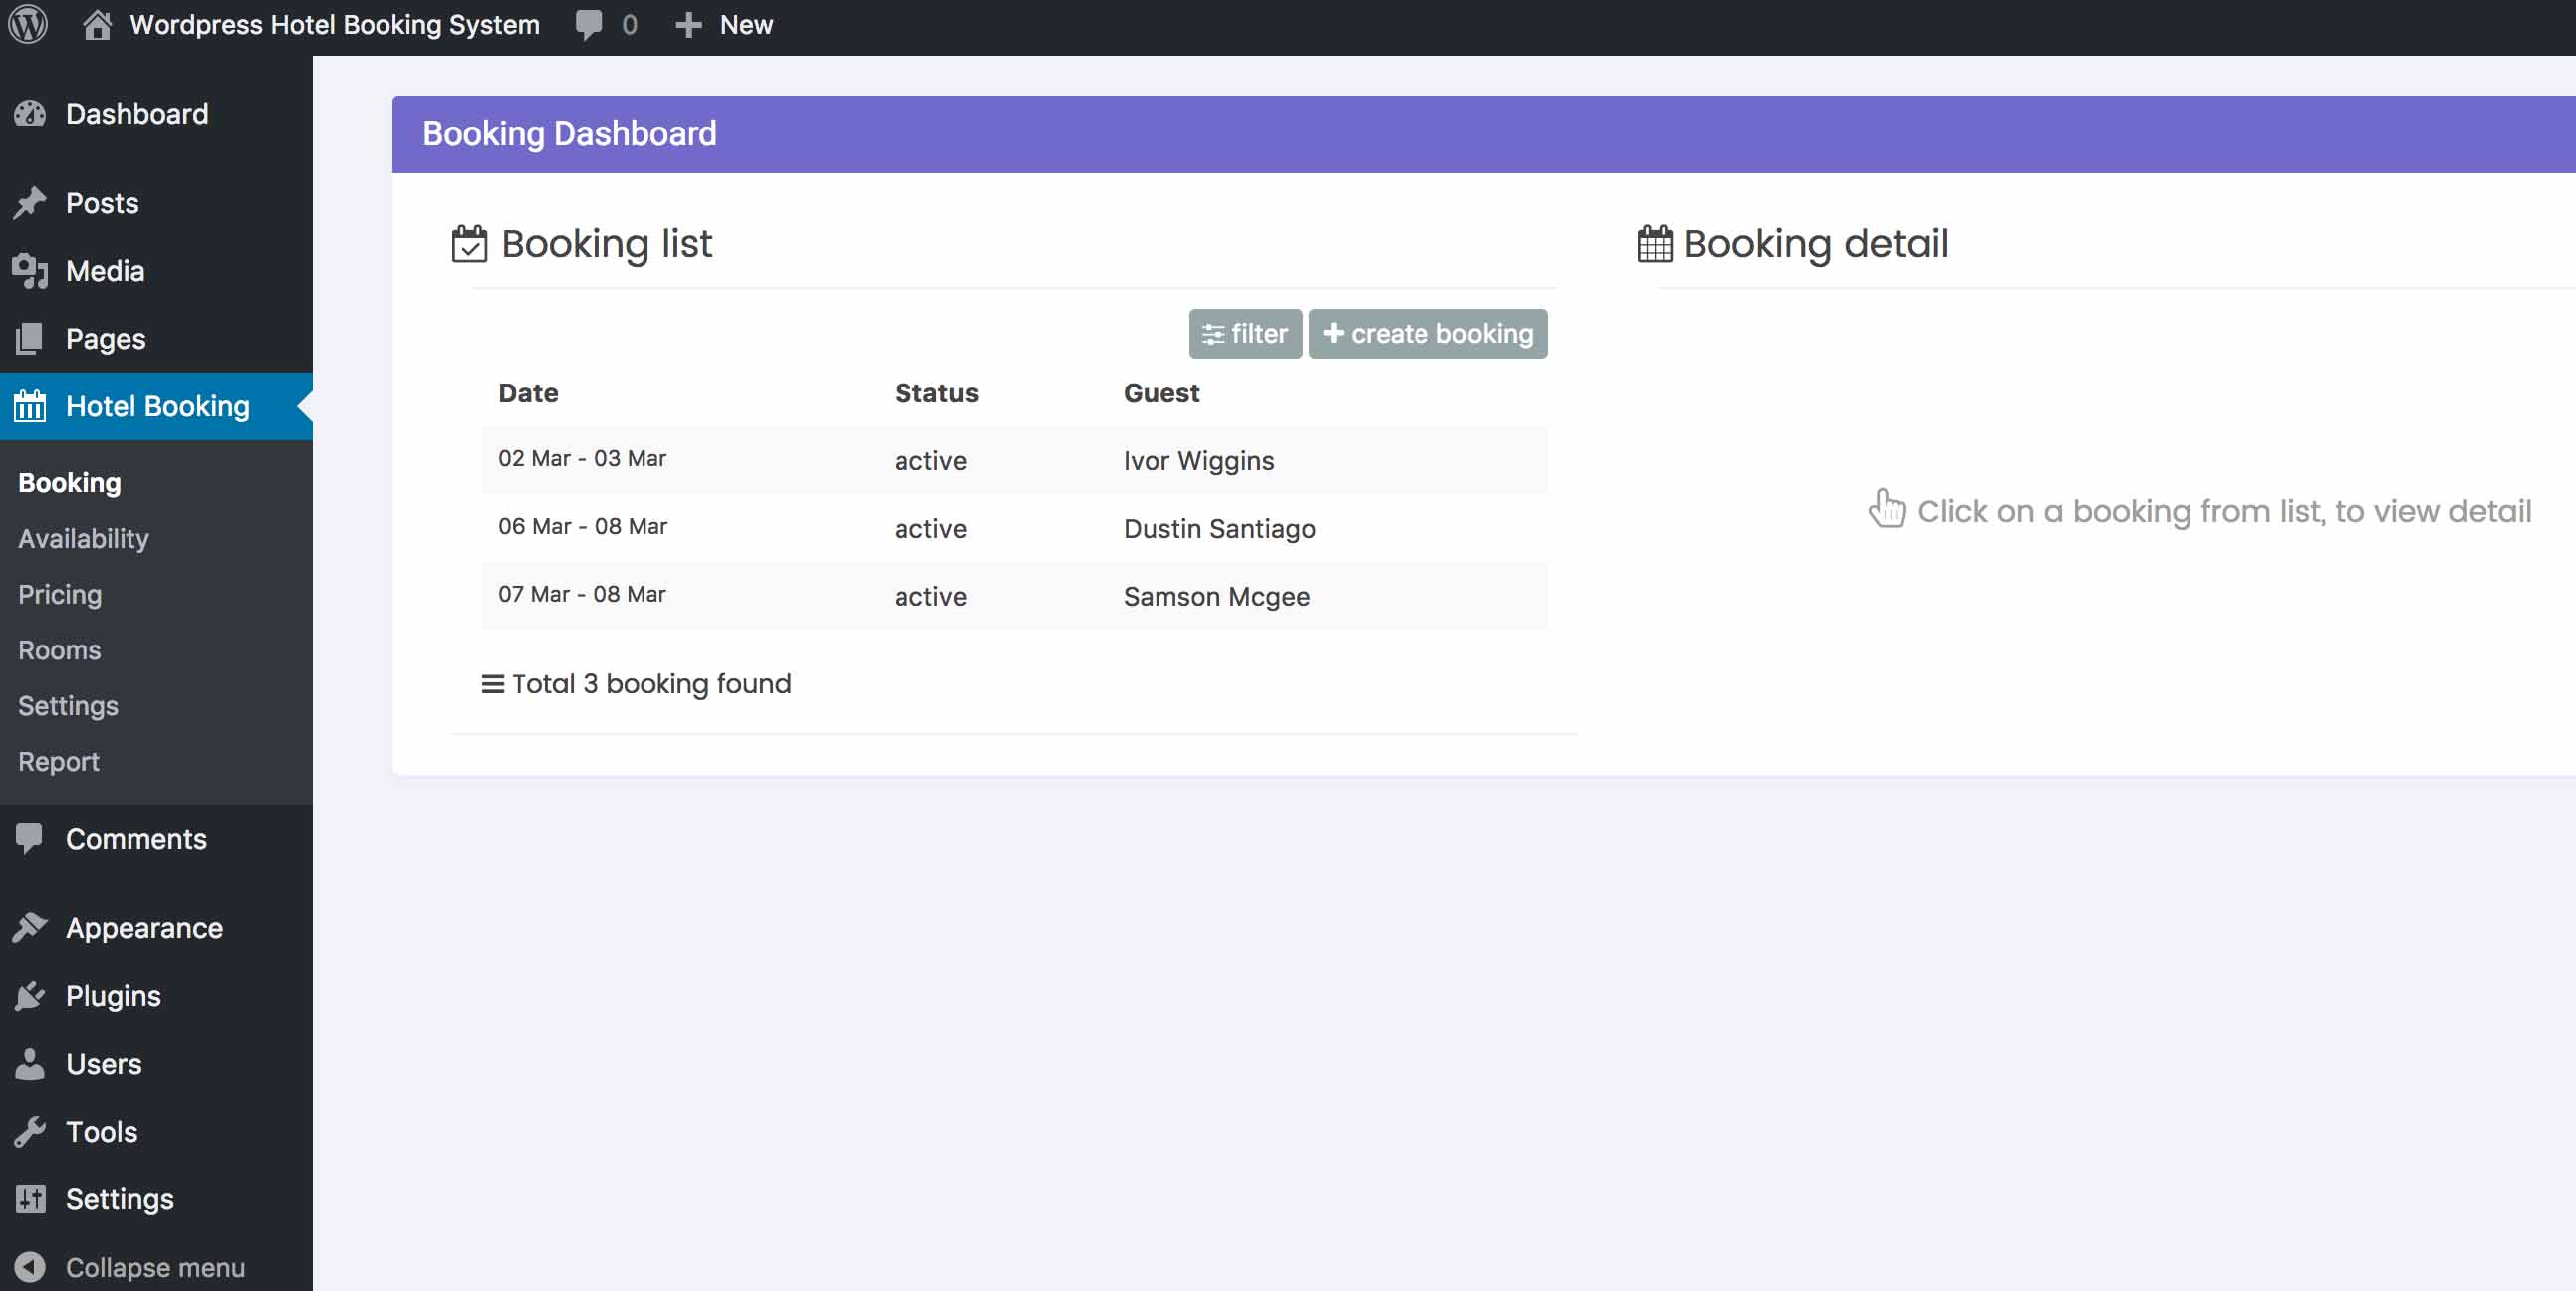 Wordpress Hotel Booking System 0 New
Dashboard
Posts
Media
Pages
Hotel Booking
Booking
Availability
Pricing
Rooms
Settings
Report
Comments
Appearance
Plugins
Users
Tools
Settings
Collapse menu
Booking Dashboard
Booking list
filter
create booking
Date Status Guest
02 Mar - 03 Mar active Ivor Wiggins
06 Mar - 08 Mar active Dustin Santiago
07 Mar - 08 Mar active Samson Mcgee
Total 3 booking found
Booking detail
Click on a booking from list, to view detail